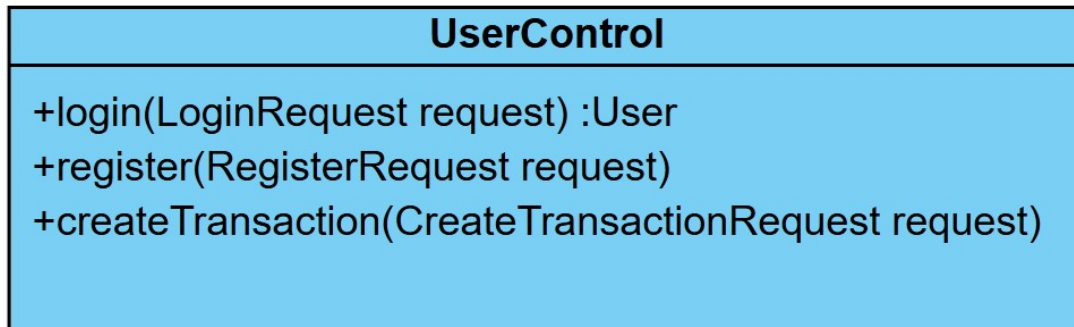 UserControl
+login(LoginRequest request) :User
+register(RegisterRequest request)
+createTransaction(CreateTransactionRequest request)